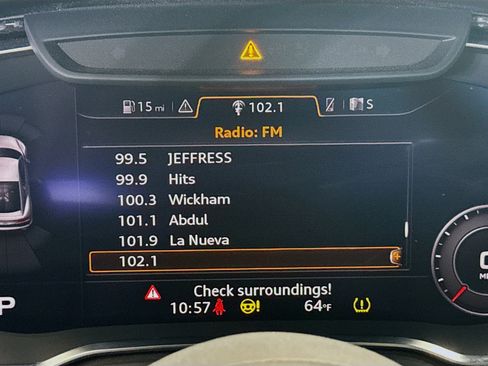 15 mi 102.1 S
Radio: FM
99.5 JEFFRESS
99.9 Hits
100.3 Wickham
101.1 Abdul
101.9 La Nueva
102.1
Check surroundings!
10:57 64°F
P